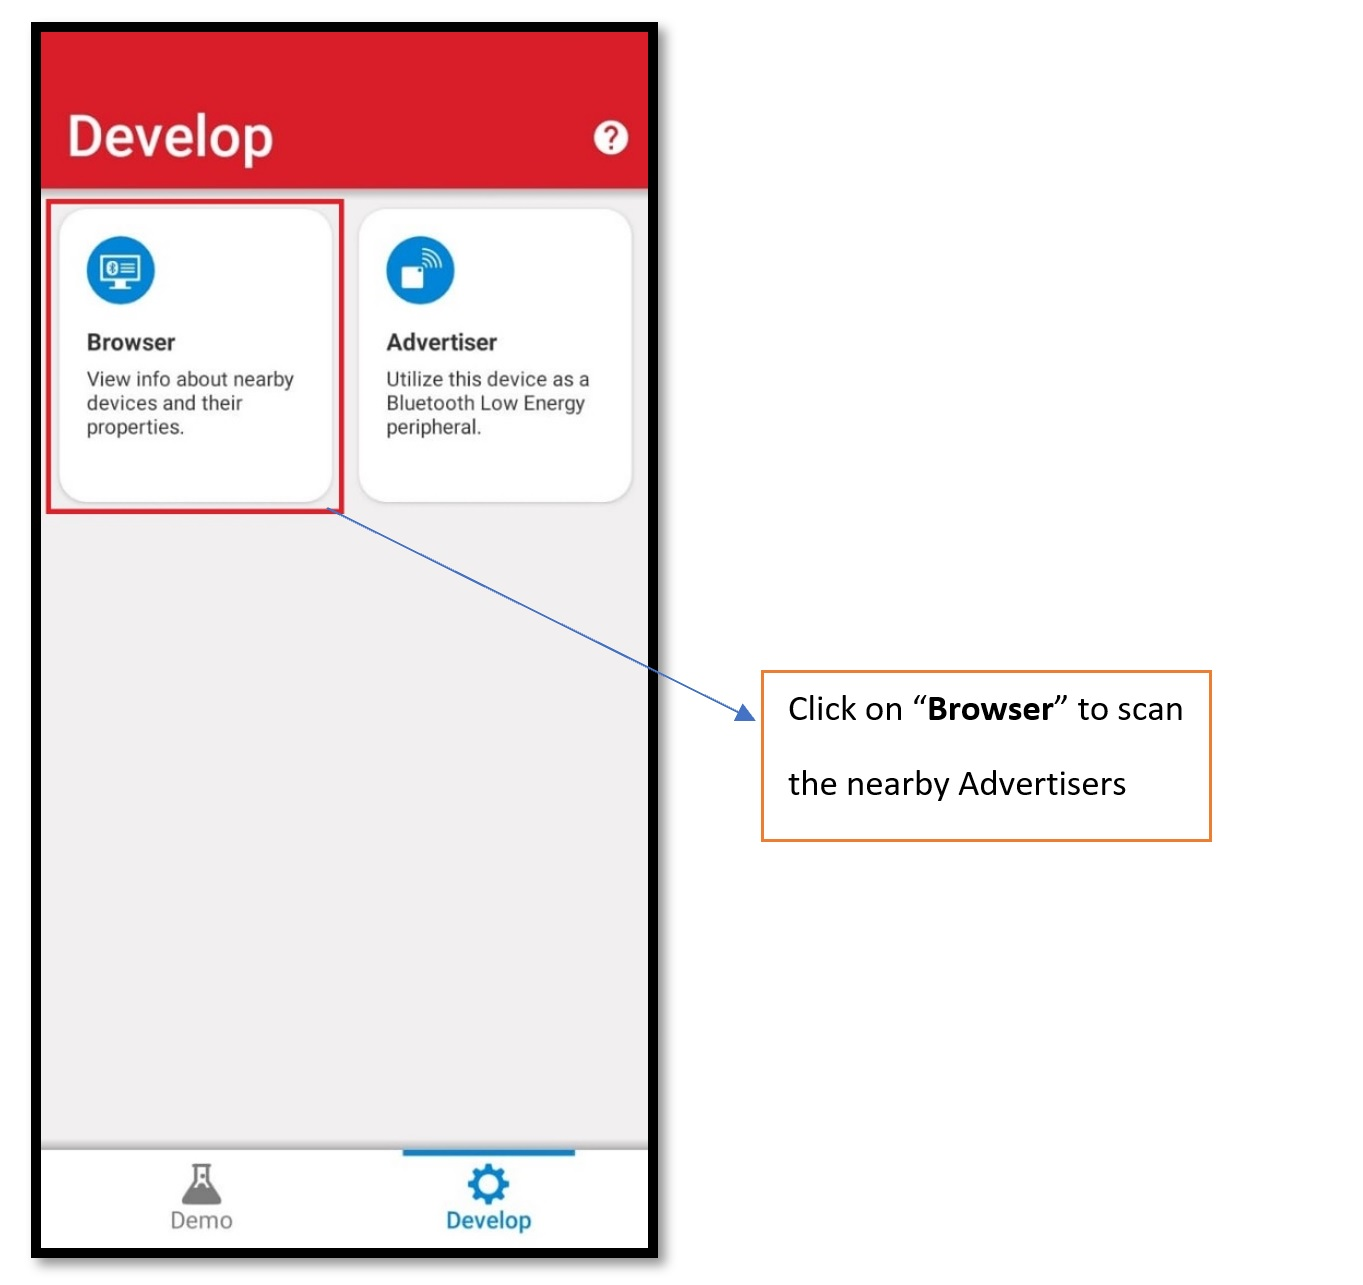 Develop
Browser
View info about nearby
devices and their
properties.
Advertiser
Utilize this device as a
Bluetooth Low Energy
peripheral.
Click on “Browser” to scan
the nearby Advertisers
Demo
Develop